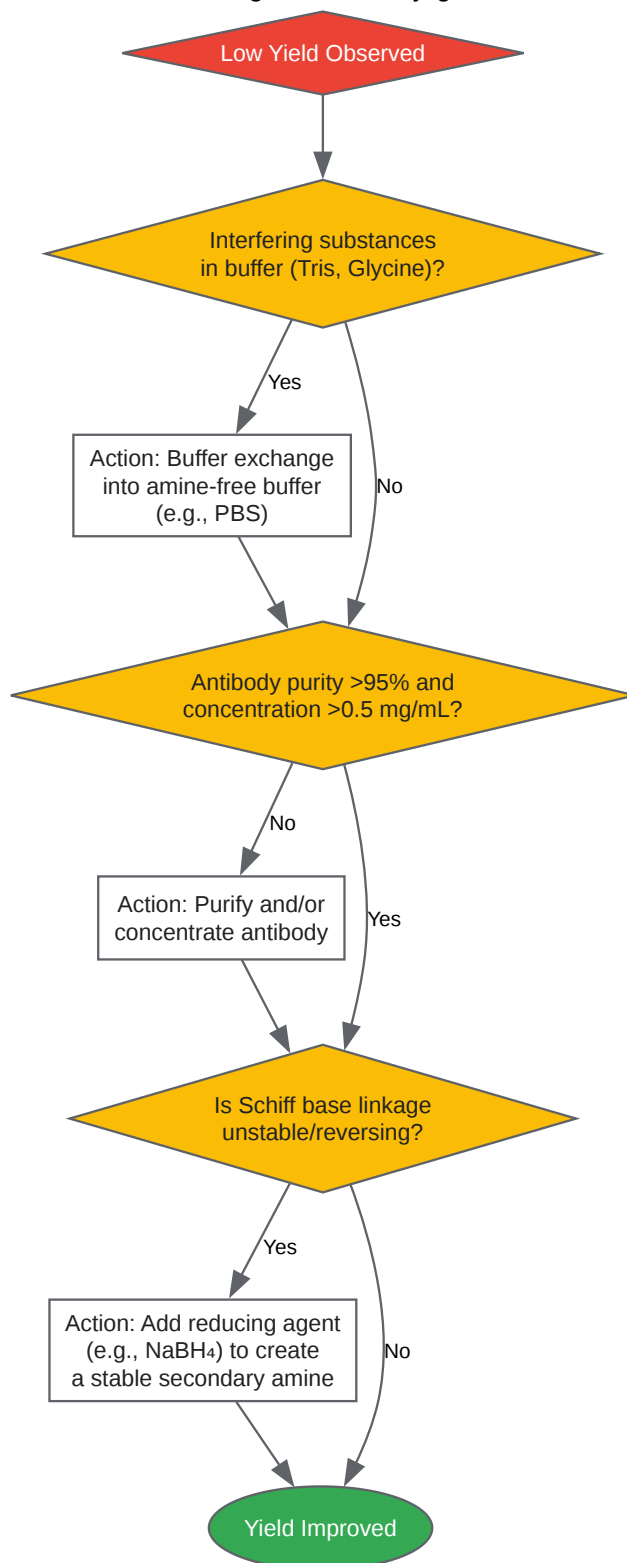 Low Yield Observed
Interfering substances
in buffer (Tris, Glycine)?
Yes
Action: Buffer exchange
into amine-free buffer
(e.g., PBS)
No
Antibody purity >95% and
concentration >0.5 mg/mL?
No
Action: Purify and/or
concentrate antibody
Yes
Is Schiff base linkage
unstable/reversing?
Yes
Action: Add reducing agent
(e.g., NaBH₄) to create
a stable secondary amine
No
Yield Improved